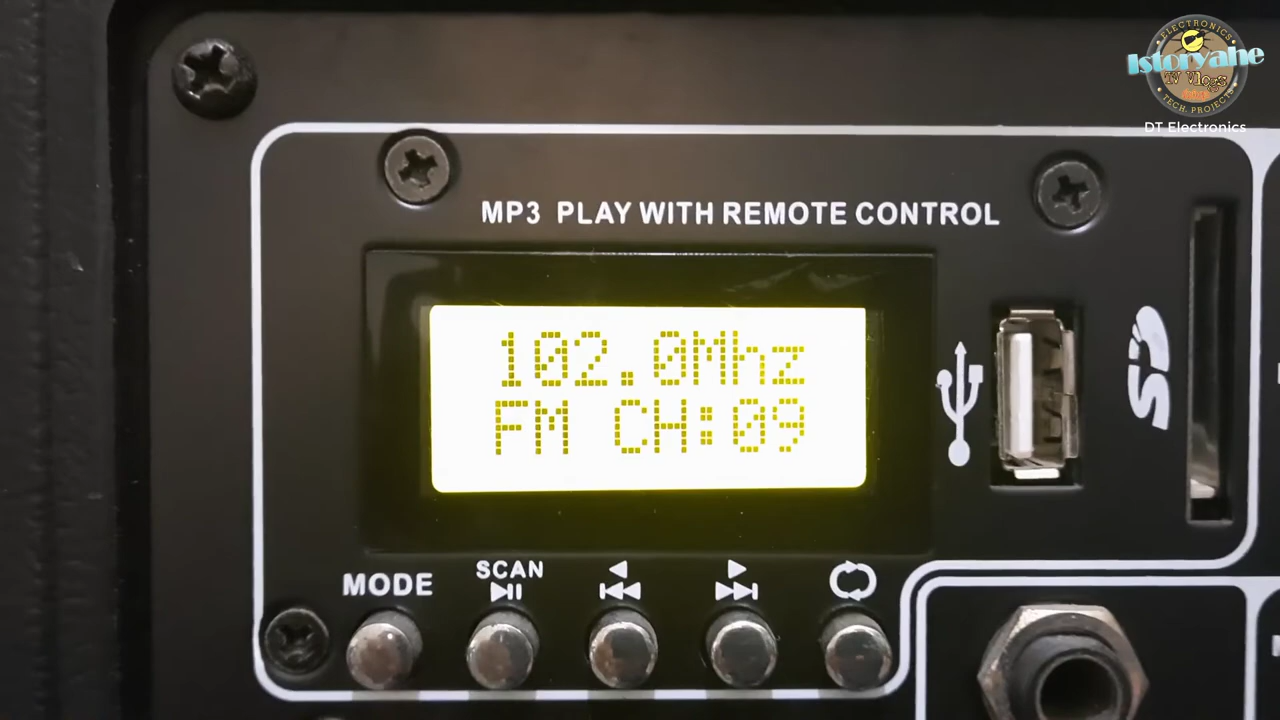 ELECTRONICS
Istoryahe
TV Vlogs
TECH. PROJECTS
DT Electronics
MP3 PLAY WITH REMOTE CONTROL
102.0Mhz
FM CH:09
SD
MODE
SCAN